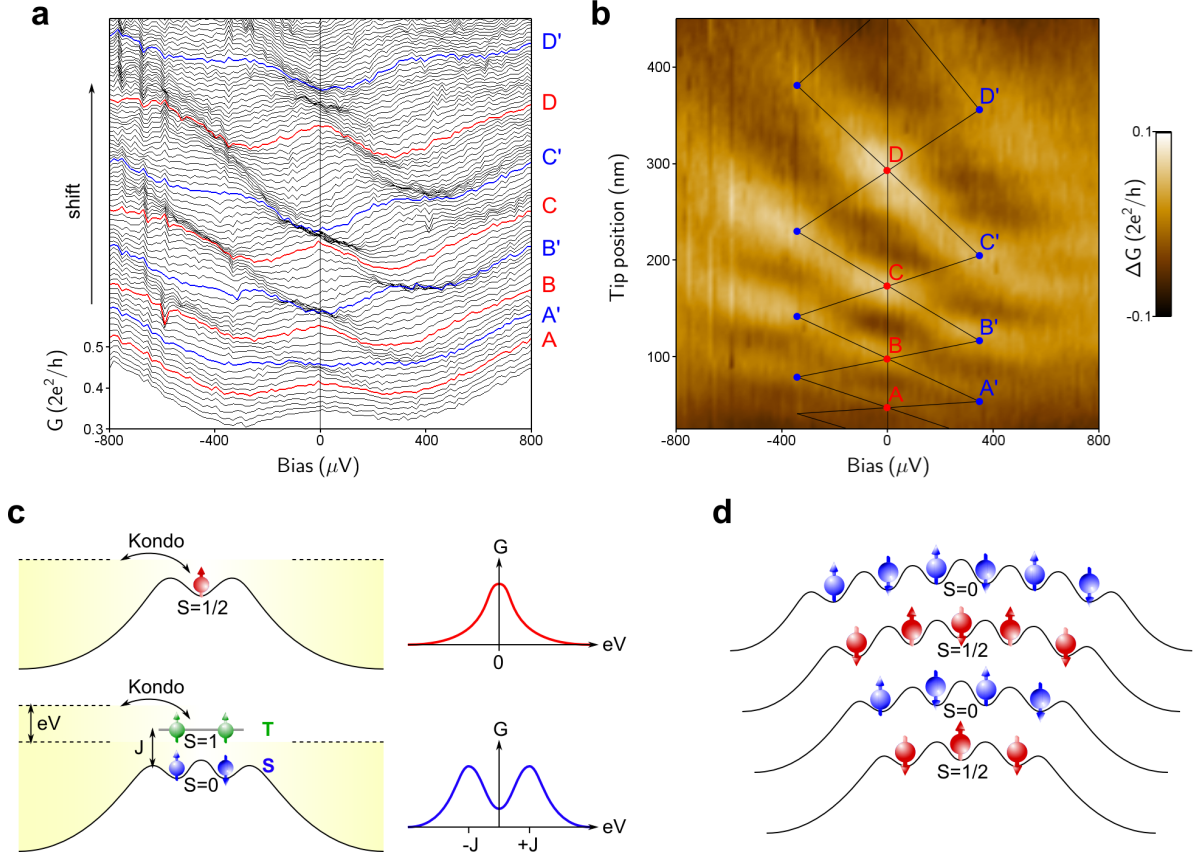 a
D'
D
C'
C
B'
B
A'
A
shift
G (2e²/h)
0.5
0.4
0.3
-800
-400
0
400
800
Bias (μV)
b
400
300
200
100
Tip position (nm)
D'
D
C'
C
B'
B
A'
A
-800
-400
0
400
800
Bias (μV)
0.1
-0.1
ΔG (2e²/h)
c
Kondo
S=1/2
G
eV
0
Kondo
eV
J
S=1
T
S=0
S
G
eV
-J
+J
d
S=0
S=1/2
S=0
S=1/2